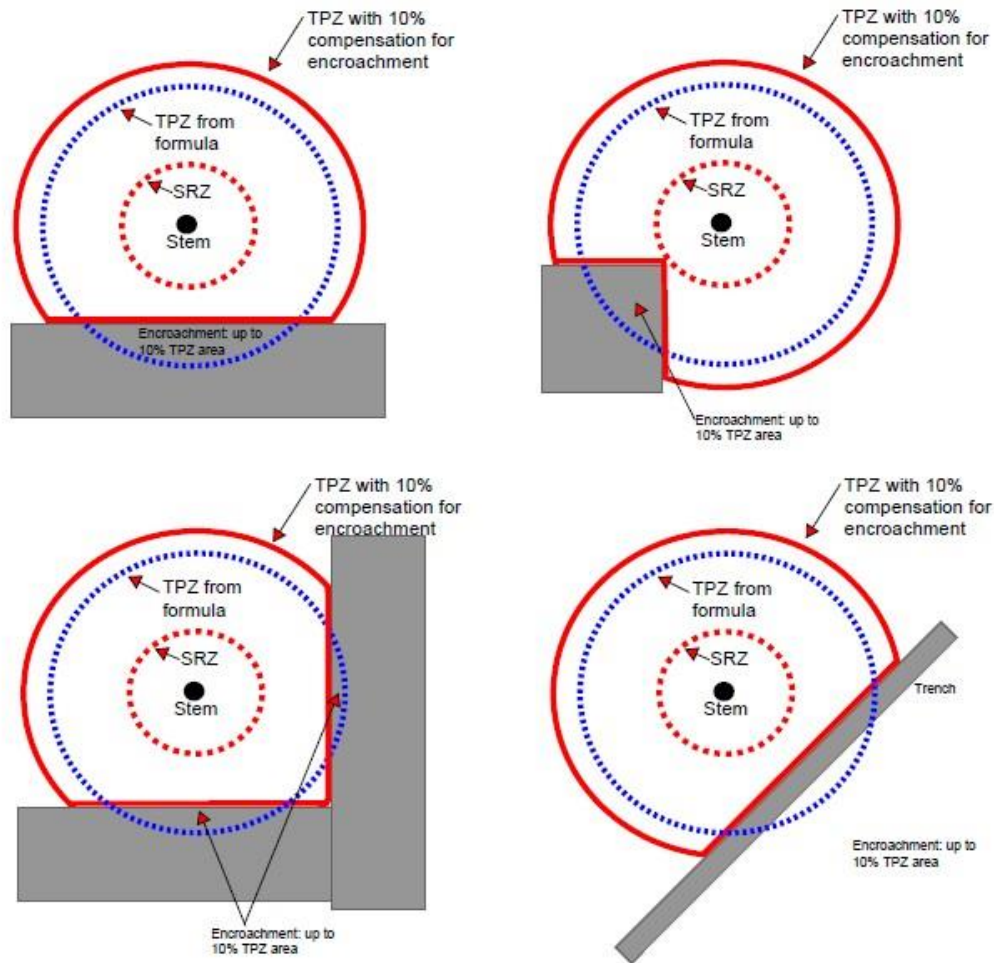 TPZ with 10%
compensation for
encroachment
TPZ from
formula
SRZ
Stem
Encroachment: up to
10% TPZ area
TPZ with 10%
compensation for
encroachment
TPZ from
formula
SRZ
Stem
Encroachment: up to
10% TPZ area
TPZ with 10%
compensation for
encroachment
TPZ from
formula
SRZ
Stem
Encroachment: up to
10% TPZ area
TPZ with 10%
compensation for
encroachment
TPZ from
formula
SRZ
Stem
Trench
Encroachment: up to
10% TPZ area